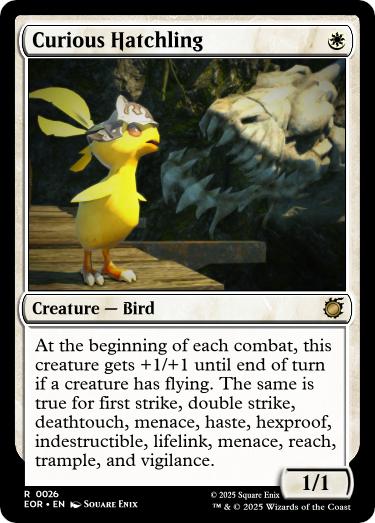 Curious Hatchling
Creature — Bird
At the beginning of each combat, this
creature gets +1/+1 until end of turn
if a creature has flying. The same is
true for first strike, double strike,
deathtouch, menace, haste, hexproof,
indestructible, lifelink, menace, reach,
trample, and vigilance.
1/1
R 0026
EOR • EN SQUARE ENIX
© 2025 Square Enix
™ & © 2025 Wizards of the Coast